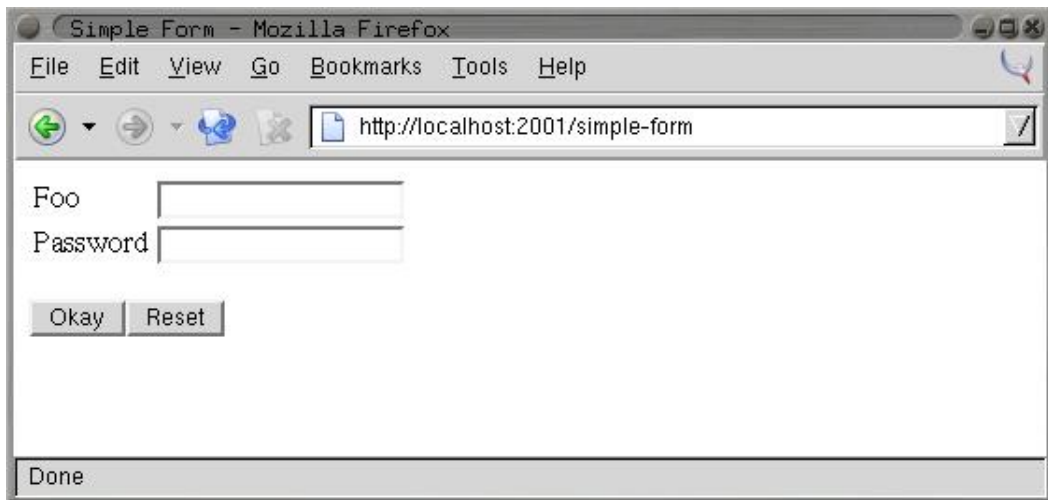 Simple Form - Mozilla Firefox
File Edit View Go Bookmarks Tools Help
http://localhost:2001/simple-form
Foo
Password
Okay Reset
Done